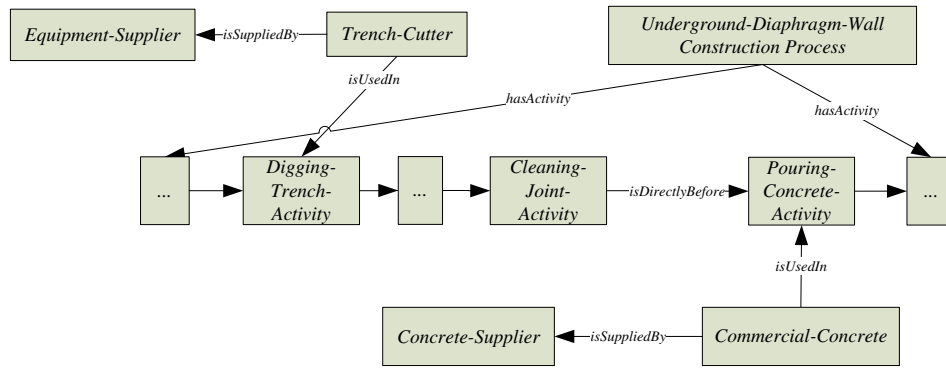 Equipment-Supplier
isSuppliedBy
Trench-Cutter
Underground-Diaphragm-Wall
Construction Process
isUsedIn
hasActivity
hasActivity
...
Digging-
Trench-
Activity
...
Cleaning-
Joint-
Activity
isDirectlyBefore
Pouring-
Concrete-
Activity
...
isUsedIn
Concrete-Supplier
isSuppliedBy
Commercial-Concrete